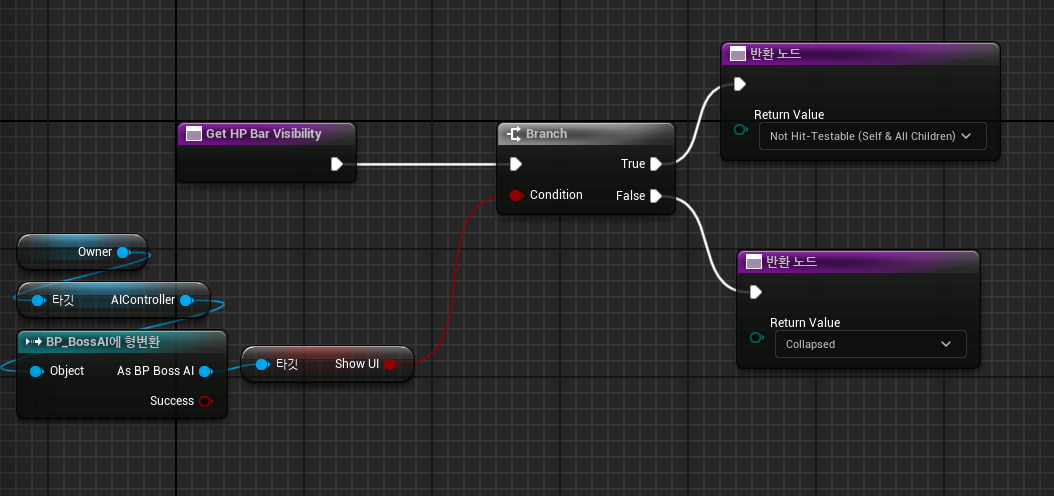 반환 노드
Return Value
Not Hit-Testable (Self & All Children)
Get HP Bar Visibility
Branch
True
Condition
False
Owner
타깃
AIController
BP_BossAI에 형변환
Object
As BP Boss AI
Success
타깃
Show UI
반환 노드
Return Value
Collapsed